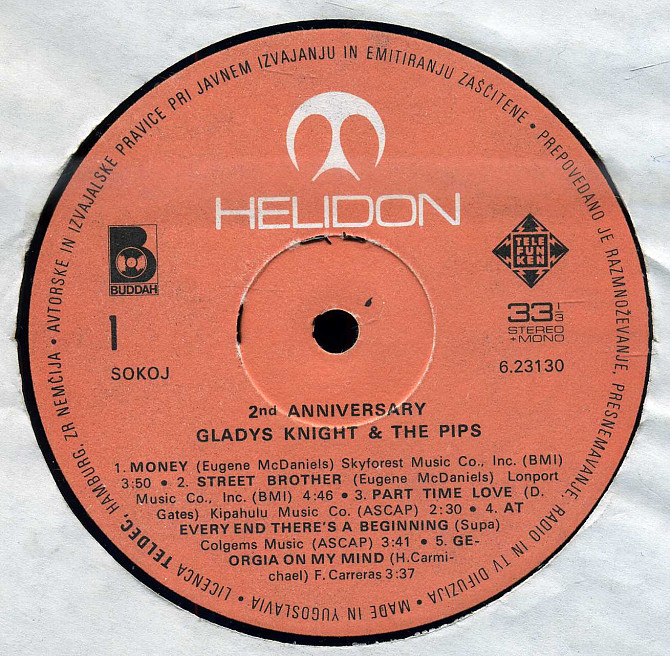 AVTORSKE IN IZVAJALSKE PRAVICE PRI JAVNEM IZVAJANJU IN EMITIRANJU ZAŠČITENE • PREPOVEDANO JE RAZMNOŽEVANJE, PRESNEMAVANJE, RADIO IN TV DIFUZIJA • MADE IN YUGOSLAVIA • LICENCA TELDEC, HAMBURG, ZR NEMČIJA •
HELIDON
B
BUDDAH
TELE
FUN
KEN
1
SOKOJ
33 1/3
STEREO
+MONO
6.23130
2nd ANNIVERSARY
GLADYS KNIGHT & THE PIPS
1. MONEY (Eugene McDaniels) Skyforest Music Co., Inc. (BMI)
3:50 • 2. STREET BROTHER (Eugene McDaniels) Lonport
Music Co., Inc. (BMI) 4:46 • 3. PART TIME LOVE (D.
Gates) Kipahulu Music Co. (ASCAP) 2:30 • 4. AT
EVERY END THERE'S A BEGINNING (Supa)
Colgems Music (ASCAP) 3:41 • 5. GE-
ORGIA ON MY MIND (H.Carmi-
chael) F. Carreras 3:37